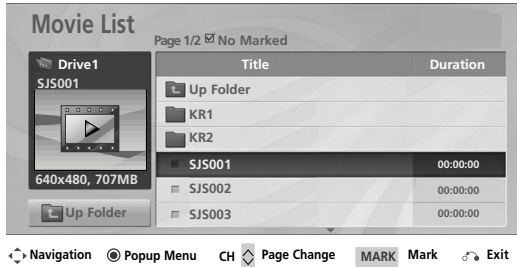 Movie List
Page 1/2 No Marked
Drive1
SJS001
640x480, 707MB
Up Folder
Title Duration
Up Folder
KR1
KR2
SJS001 00:00:00
SJS002 00:00:00
SJS003 00:00:00
Navigation Popup Menu CH Page Change MARK Mark Exit